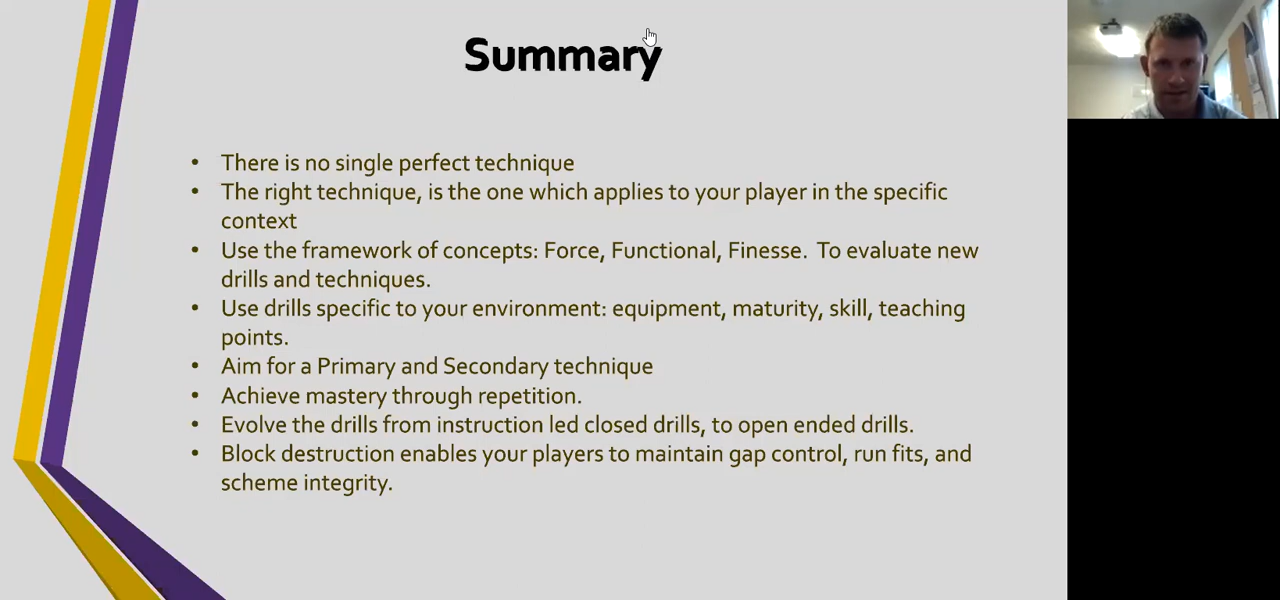 Summary
• There is no single perfect technique
• The right technique, is the one which applies to your player in the specific
context
• Use the framework of concepts: Force, Functional, Finesse. To evaluate new
drills and techniques.
• Use drills specific to your environment: equipment, maturity, skill, teaching
points.
• Aim for a Primary and Secondary technique
• Achieve mastery through repetition.
• Evolve the drills from instruction led closed drills, to open ended drills.
• Block destruction enables your players to maintain gap control, run fits, and
scheme integrity.